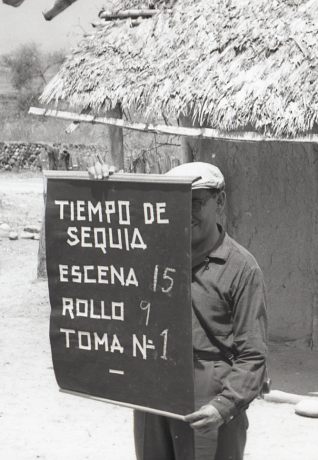 TIEMPO DE
SEQUIA
ESCENA 15
ROLLO 9
TOMA Nº 1